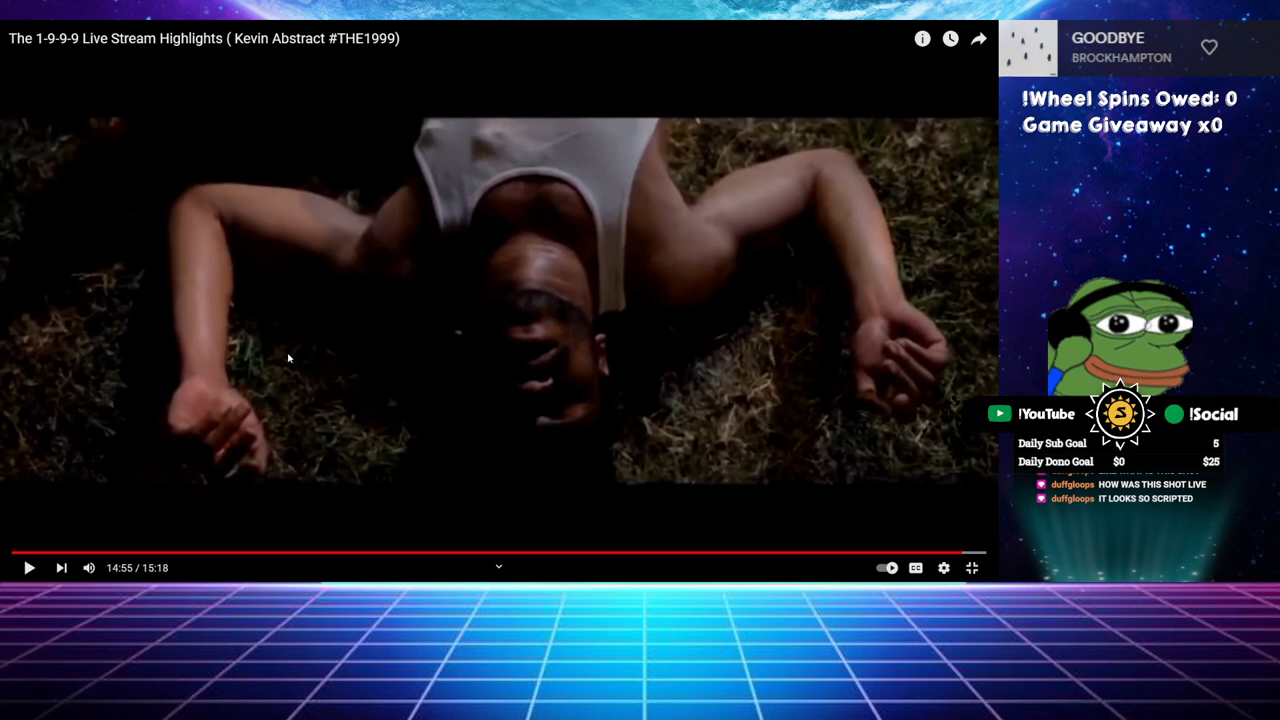 The 1-9-9-9 Live Stream Highlights ( Kevin Abstract #THE1999)
GOODBYE
BROCKHAMPTON
!Wheel Spins Owed: 0
Game Giveaway x0
!YouTube
!Social
Daily Sub Goal 5
Daily Dono Goal $0 $25
duffgloops HOW WAS THIS SHOT LIVE
duffgloops IT LOOKS SO SCRIPTED
14:55 / 15:18
CC